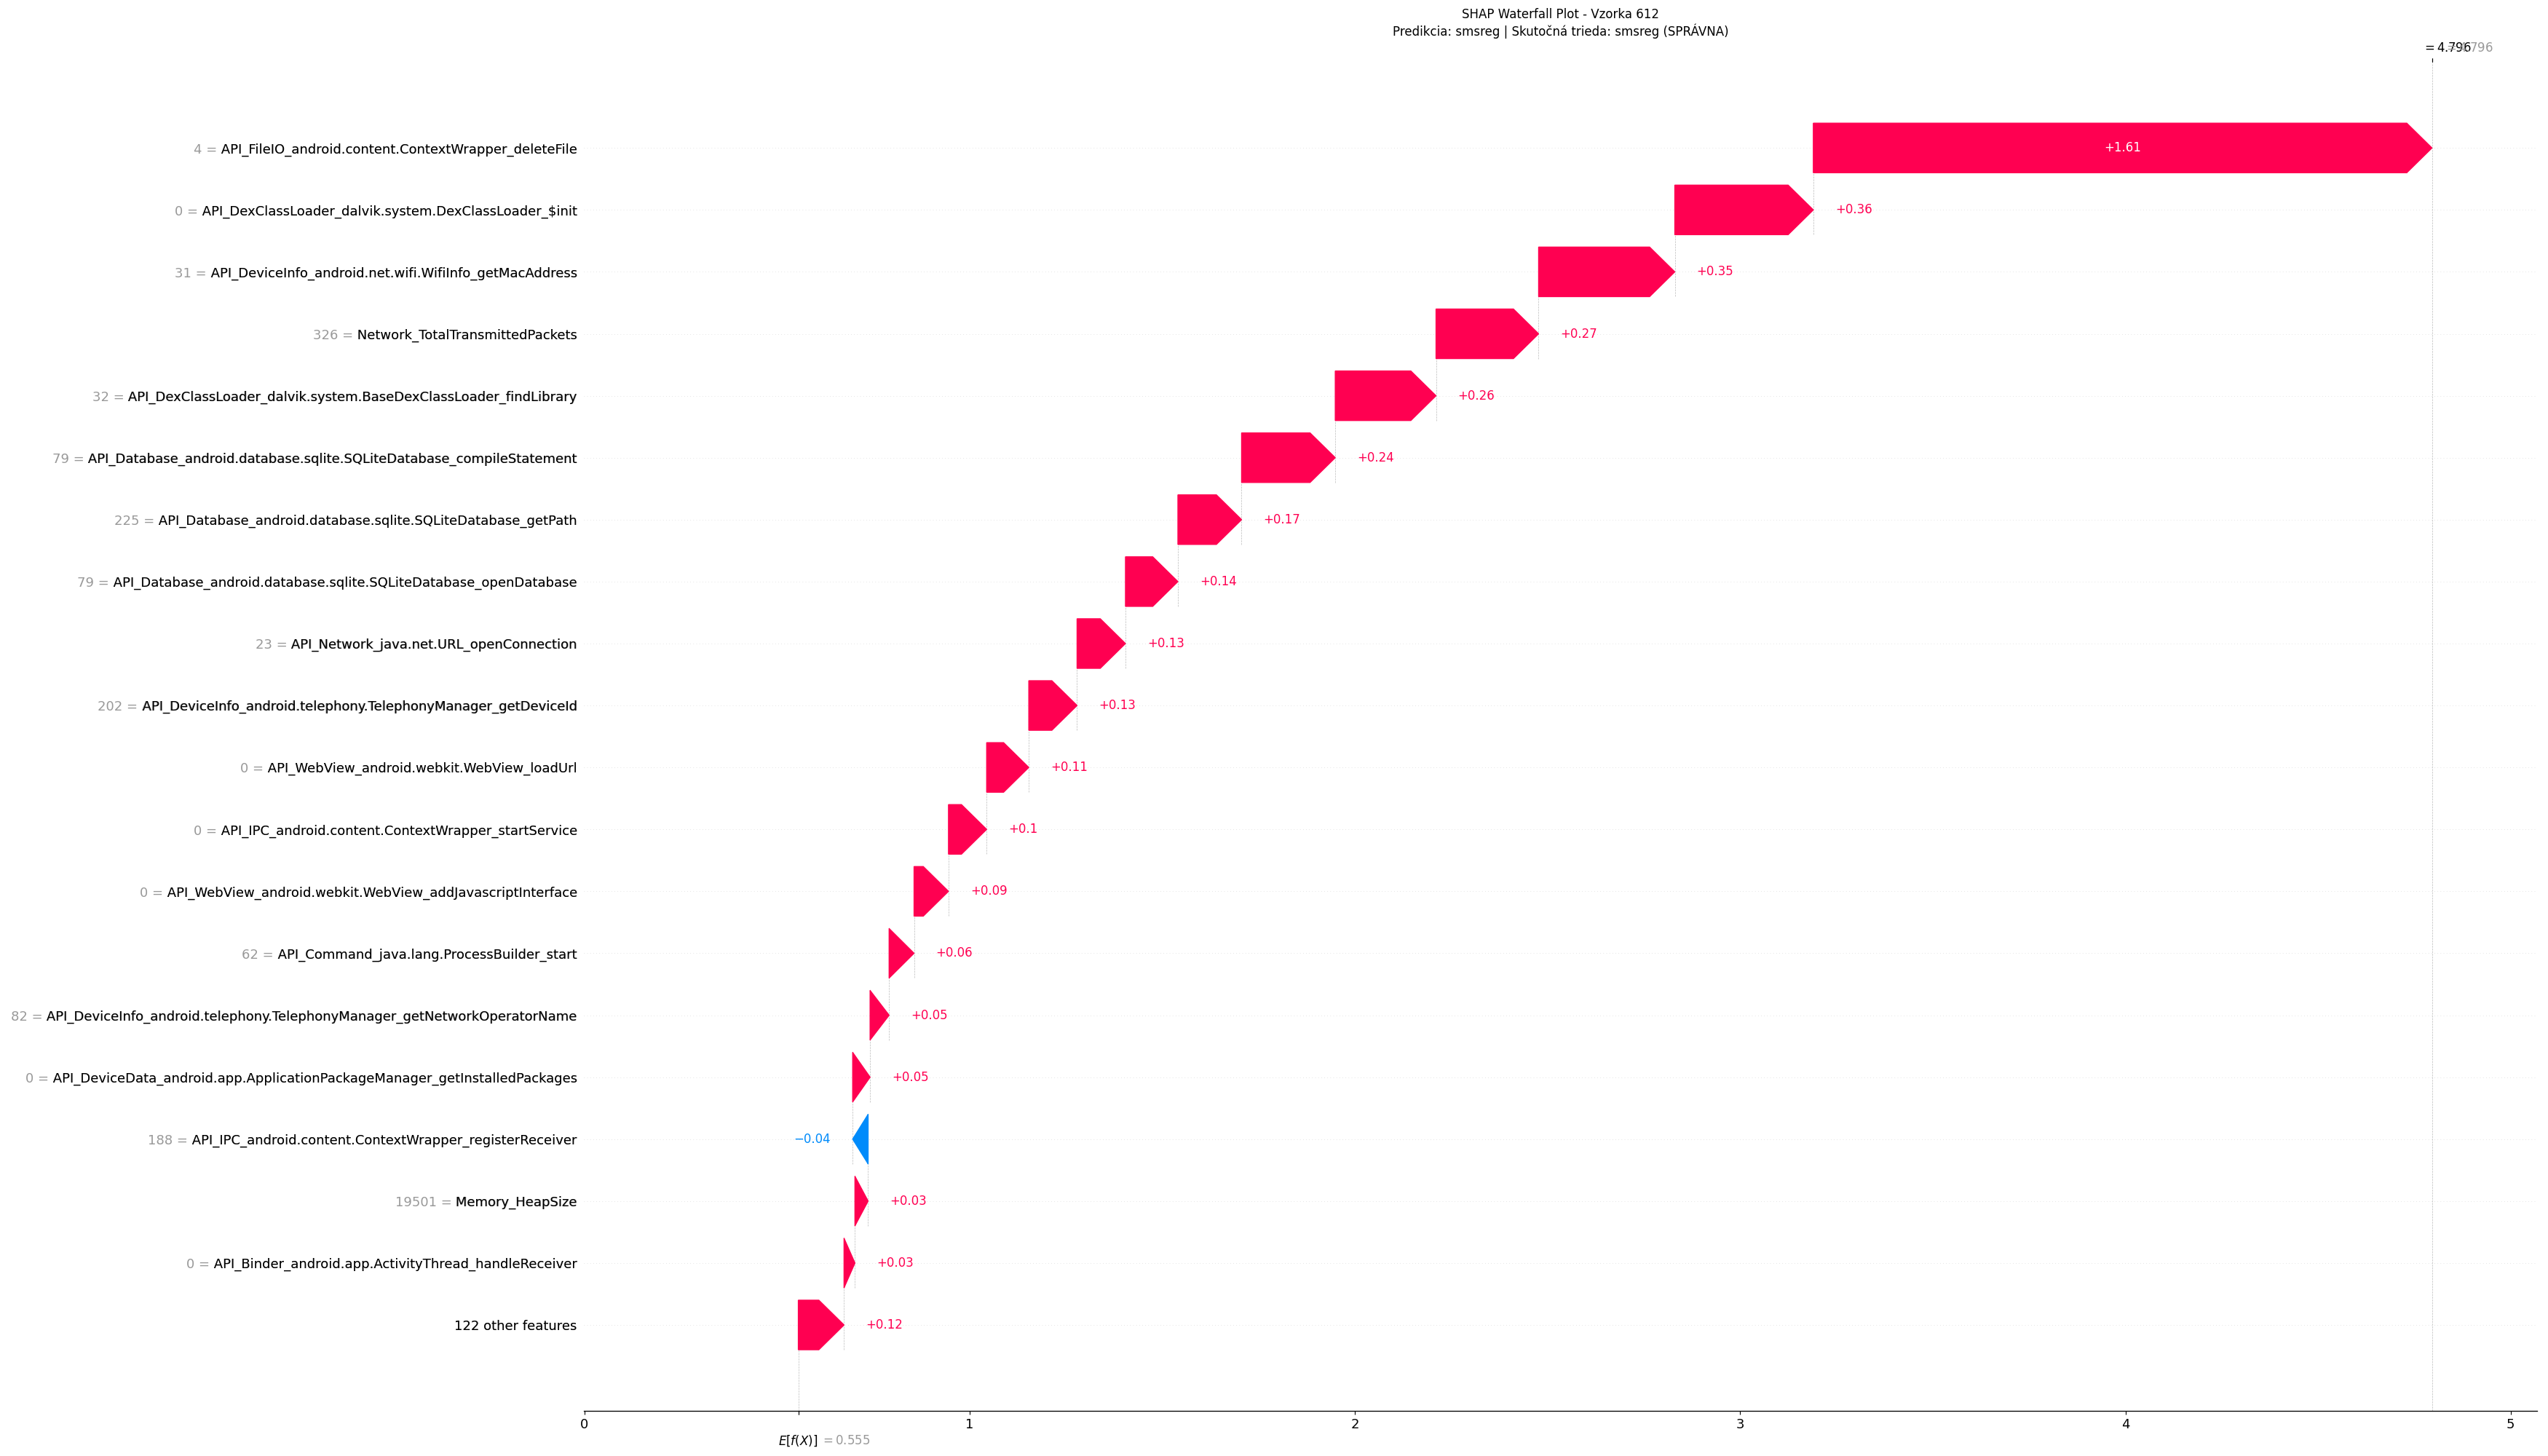 SHAP Waterfall Plot - Vzorka 612
Predikcia: smsreg | Skutočná trieda: smsreg (SPRÁVNA)
= 4.796
4 = API_FileIO_android.content.ContextWrapper_deleteFile
+1.61
0 = API_DexClassLoader_dalvik.system.DexClassLoader_$init
+0.36
31 = API_DeviceInfo_android.net.wifi.WifiInfo_getMacAddress
+0.35
326 = Network_TotalTransmittedPackets
+0.27
32 = API_DexClassLoader_dalvik.system.BaseDexClassLoader_findLibrary
+0.26
79 = API_Database_android.database.sqlite.SQLiteDatabase_compileStatement
+0.24
225 = API_Database_android.database.sqlite.SQLiteDatabase_getPath
+0.17
79 = API_Database_android.database.sqlite.SQLiteDatabase_openDatabase
+0.14
23 = API_Network_java.net.URL_openConnection
+0.13
202 = API_DeviceInfo_android.telephony.TelephonyManager_getDeviceId
+0.13
0 = API_WebView_android.webkit.WebView_loadUrl
+0.11
0 = API_IPC_android.content.ContextWrapper_startService
+0.1
0 = API_WebView_android.webkit.WebView_addJavascriptInterface
+0.09
62 = API_Command_java.lang.ProcessBuilder_start
+0.06
82 = API_DeviceInfo_android.telephony.TelephonyManager_getNetworkOperatorName
+0.05
0 = API_DeviceData_android.app.ApplicationPackageManager_getInstalledPackages
+0.05
188 = API_IPC_android.content.ContextWrapper_registerReceiver
−0.04
19501 = Memory_HeapSize
+0.03
0 = API_Binder_android.app.ActivityThread_handleReceiver
+0.03
122 other features
+0.12
0 1 2 3 4 5
E[f(X)] = 0.555